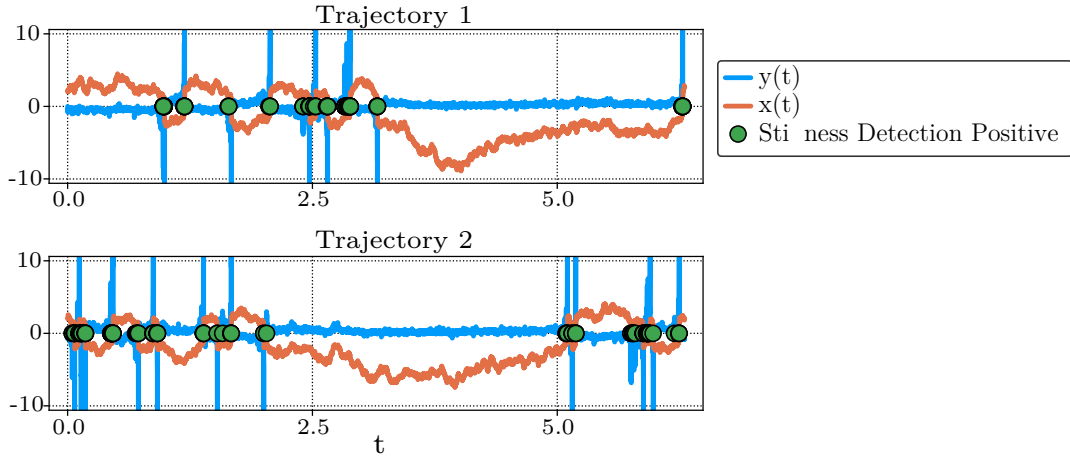 Trajectory 1
10
0
-10
0.0 2.5 5.0
y(t)
x(t)
Sti ness Detection Positive
Trajectory 2
10
0
-10
0.0 2.5 5.0
t